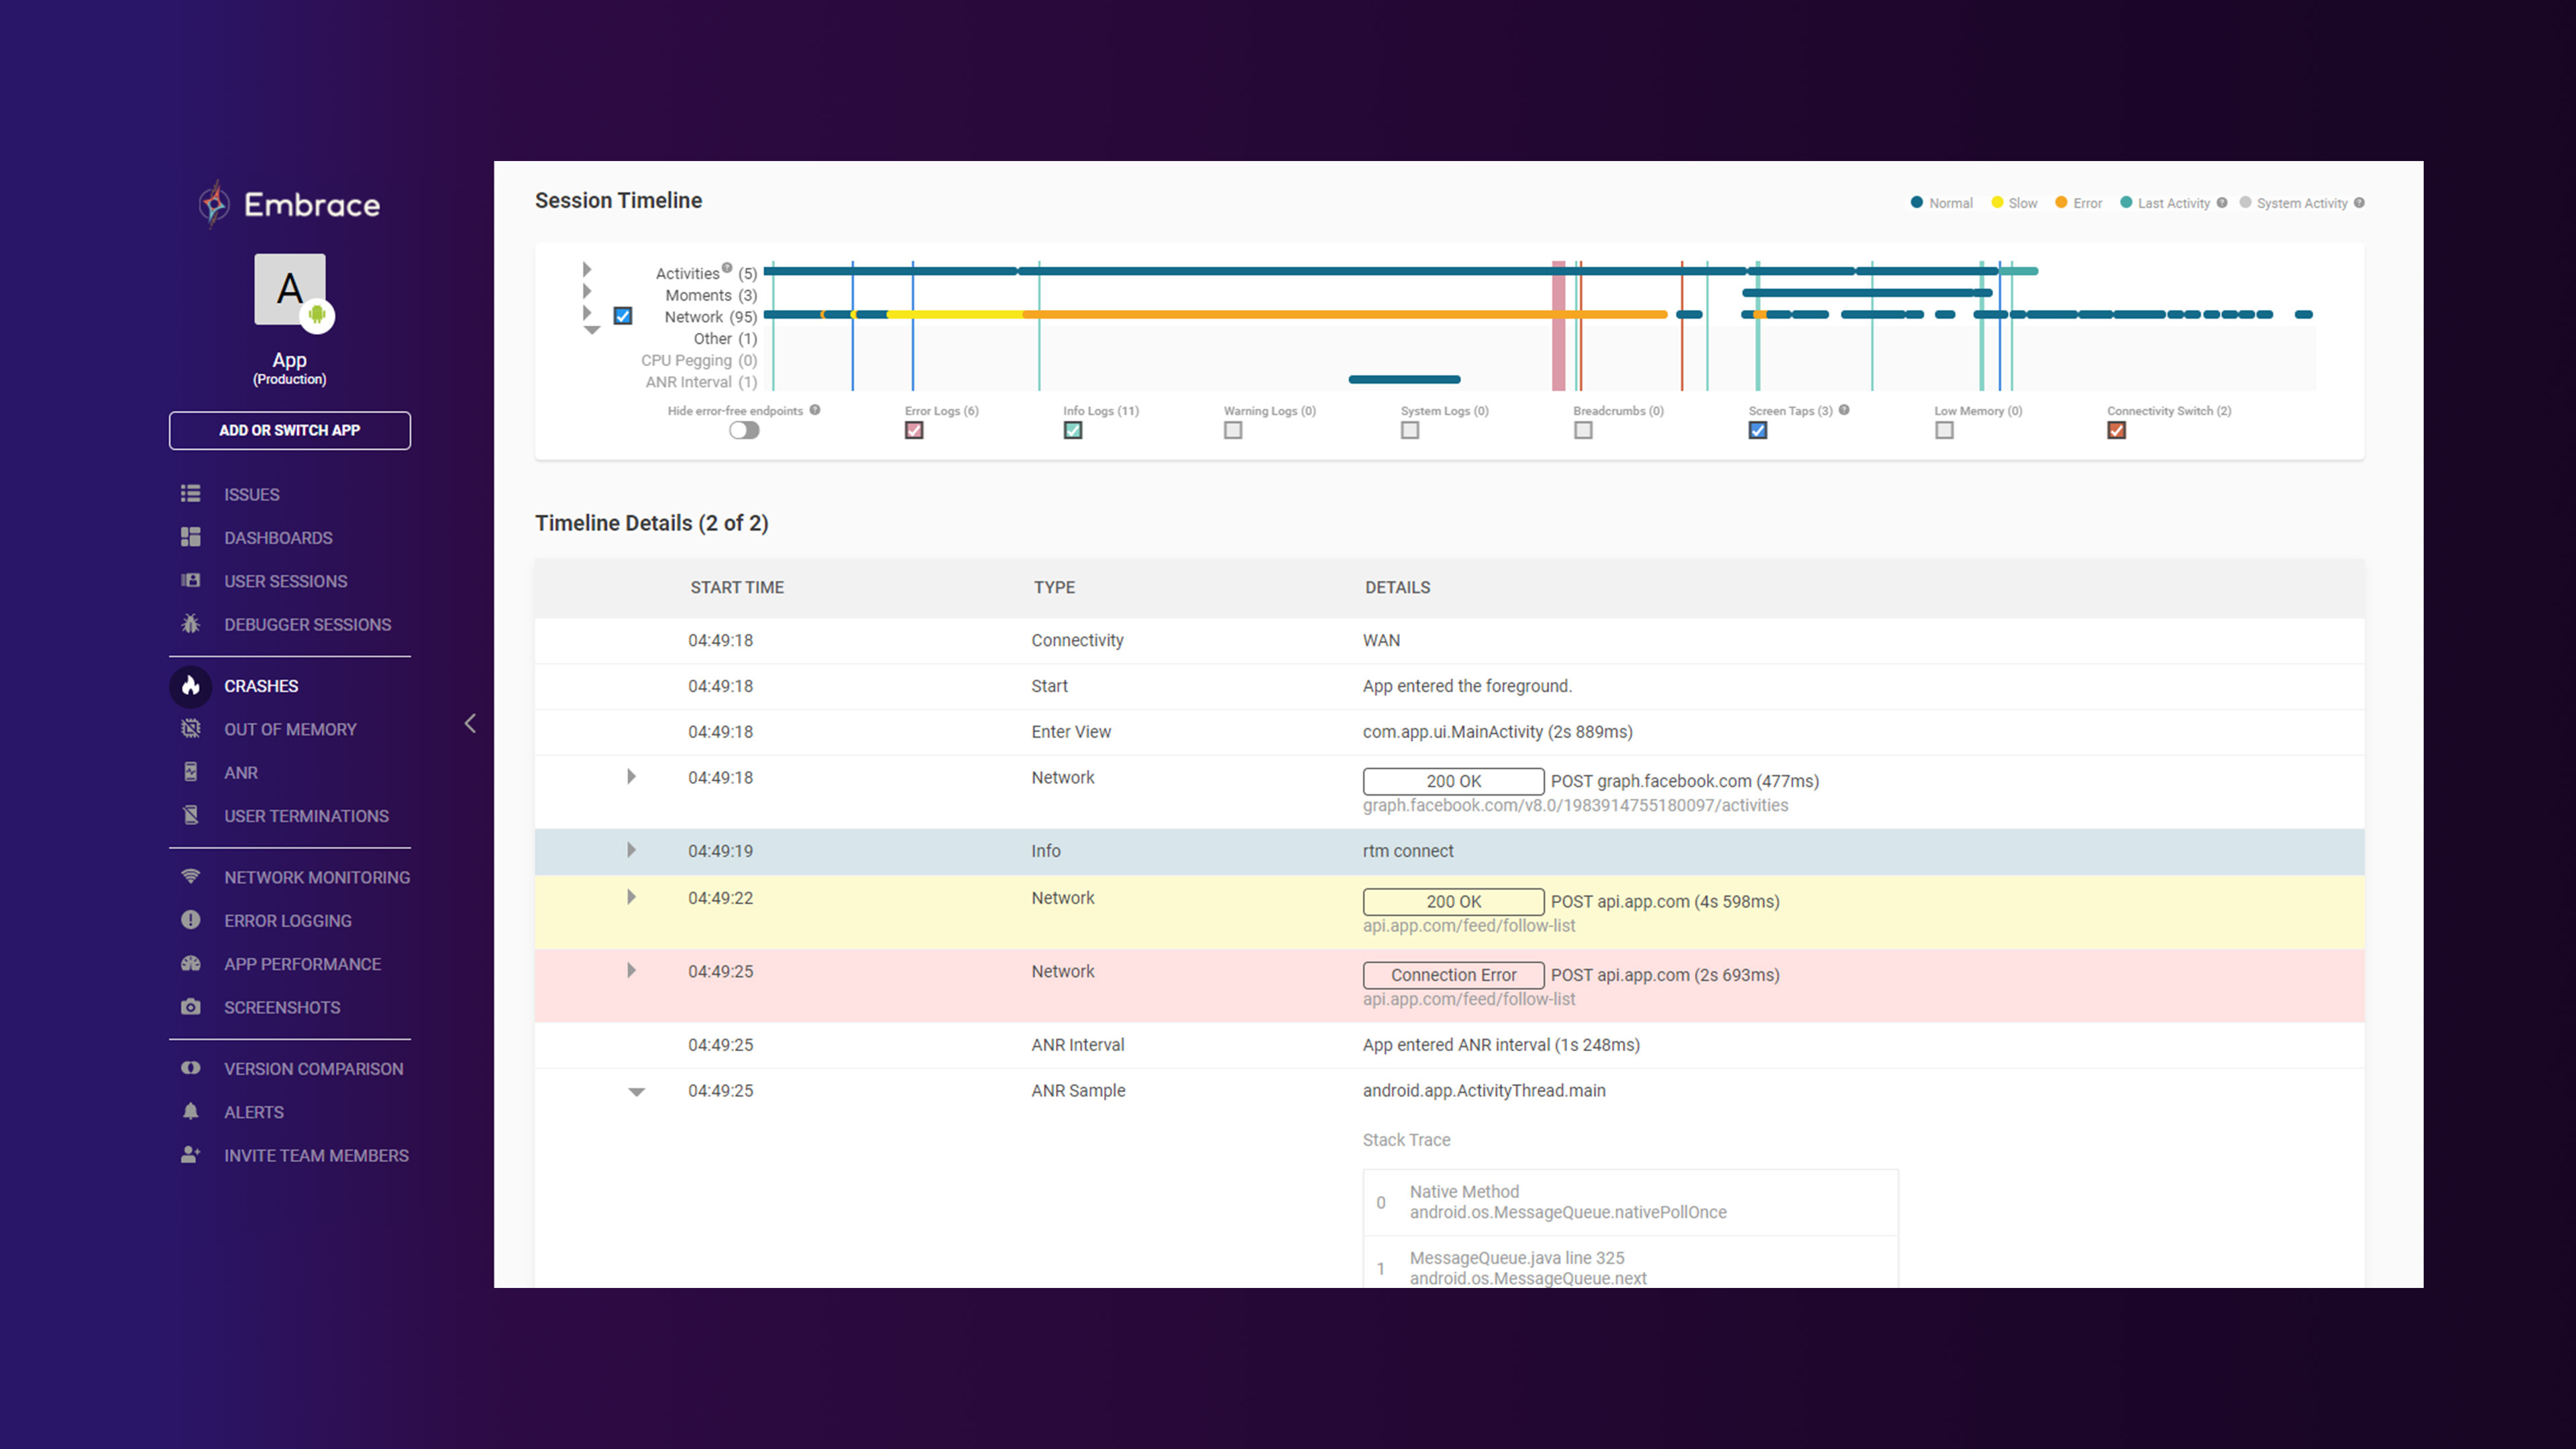 Embrace
A
App
(Production)
ADD OR SWITCH APP
ISSUES
DASHBOARDS
USER SESSIONS
DEBUGGER SESSIONS
CRASHES
OUT OF MEMORY
ANR
USER TERMINATIONS
NETWORK MONITORING
ERROR LOGGING
APP PERFORMANCE
SCREENSHOTS
VERSION COMPARISON
ALERTS
INVITE TEAM MEMBERS
Session Timeline
Normal Slow Error Last Activity ? System Activity ?
Activities ? (5)
Moments (3)
Network (95)
Other (1)
CPU Pegging (0)
ANR Interval (1)
Hide error-free endpoints ? Error Logs (6) Info Logs (11) Warning Logs (0) System Logs (0) Breadcrumbs (0) Screen Taps (3) ? Low Memory (0) Connectivity Switch (2)
Timeline Details (2 of 2)
START TIME TYPE DETAILS
04:49:18 Connectivity WAN
04:49:18 Start App entered the foreground.
04:49:18 Enter View com.app.ui.MainActivity (2s 889ms)
04:49:18 Network 200 OK POST graph.facebook.com (477ms)
graph.facebook.com/v8.0/1983914755180097/activities
04:49:19 Info rtm connect
04:49:22 Network 200 OK POST api.app.com (4s 598ms)
api.app.com/feed/follow-list
04:49:25 Network Connection Error POST api.app.com (2s 693ms)
api.app.com/feed/follow-list
04:49:25 ANR Interval App entered ANR interval (1s 248ms)
04:49:25 ANR Sample android.app.ActivityThread.main
Stack Trace
0 Native Method
android.os.MessageQueue.nativePollOnce
1 MessageQueue.java line 325
android.os.MessageQueue.next